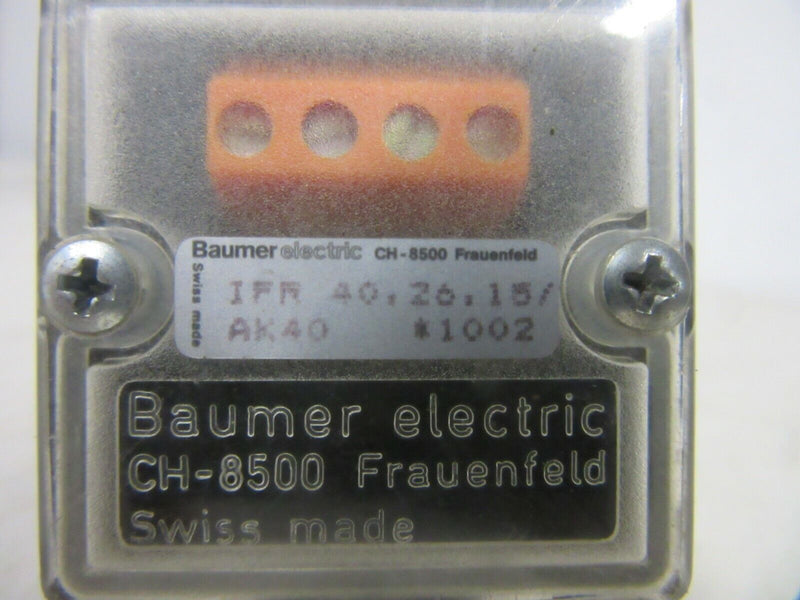 Baumer electric CH-8500 Frauenfeld
Swiss made
IFR 40.26.15/
AK40 *1002
Baumer electric
CH-8500 Frauenfeld
Swiss made